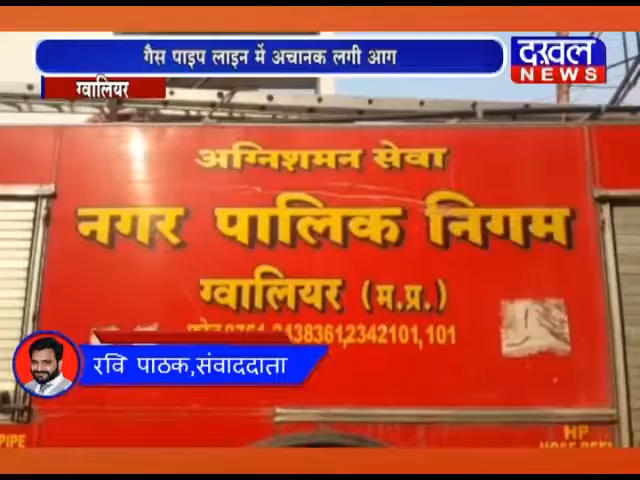 गैस पाइप लाइन में अचानक लगी आग
दखल
NEWS
ग्वालियर
अग्निशमन सेवा
नगर पालिक निगम
ग्वालियर (म.प्र.)
2438361,2342101,101
रवि पाठक,संवाददाता
PIPE
HP
HOSE REEL